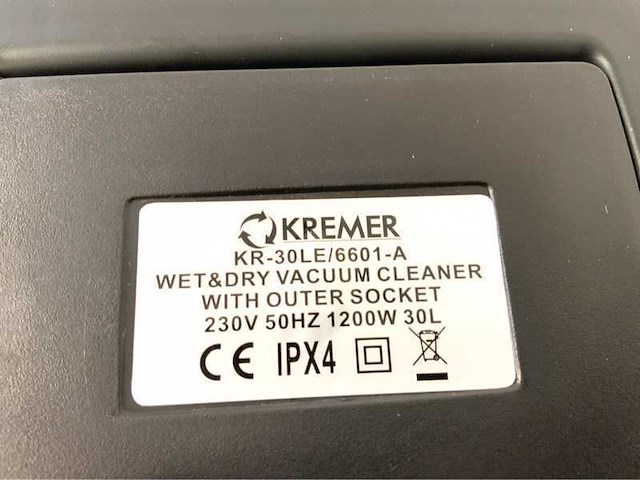 KREMER
KR-30LE/6601-A
WET&DRY VACUUM CLEANER
WITH OUTER SOCKET
230V 50HZ 1200W 30L
CE IPX4